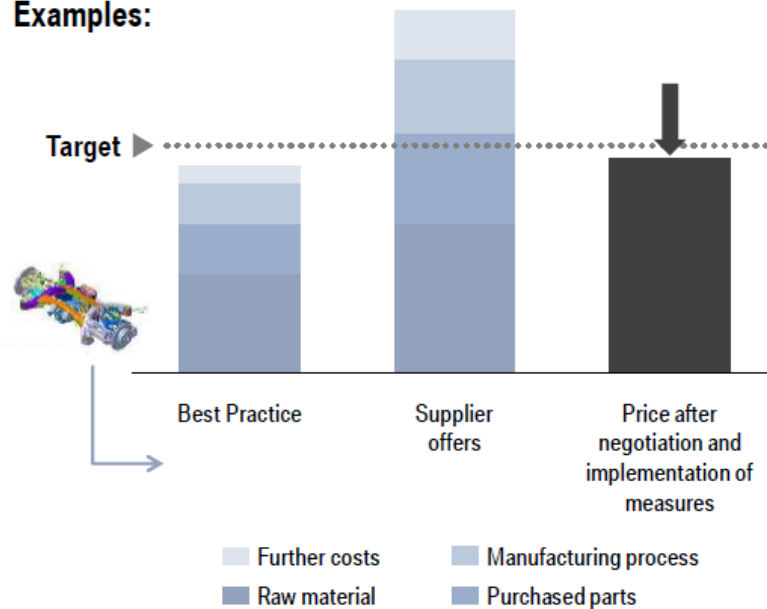 Examples:
Target
Best Practice
Supplier
offers
Price after
negotiation and
implementation of
measures
Further costs
Manufacturing process
Raw material
Purchased parts